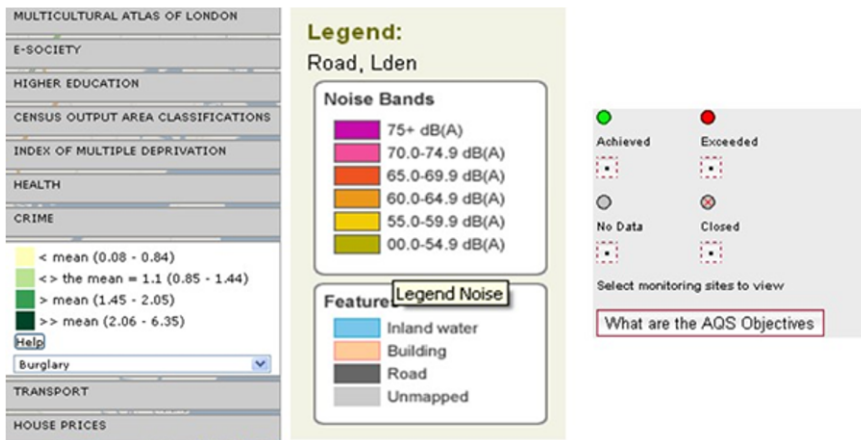 MULTICULTURAL ATLAS OF LONDON
E-SOCIETY
HIGHER EDUCATION
CENSUS OUTPUT AREA CLASSIFICATIONS
INDEX OF MULTIPLE DEPRIVATION
HEALTH
CRIME
< mean (0.08 - 0.84)
<> the mean = 1.1 (0.85 - 1.44)
> mean (1.45 - 2.05)
>> mean (2.06 - 6.35)
Help
Burglary
TRANSPORT
HOUSE PRICES
Legend:
Road, Lden
Noise Bands
75+ dB(A)
70.0-74.9 dB(A)
65.0-69.9 dB(A)
60.0-64.9 dB(A)
55.0-59.9 dB(A)
00.0-54.9 dB(A)
Legend Noise
Feature
Inland water
Building
Road
Unmapped
Achieved Exceeded
No Data Closed
Select monitoring sites to view
What are the AQS Objectives